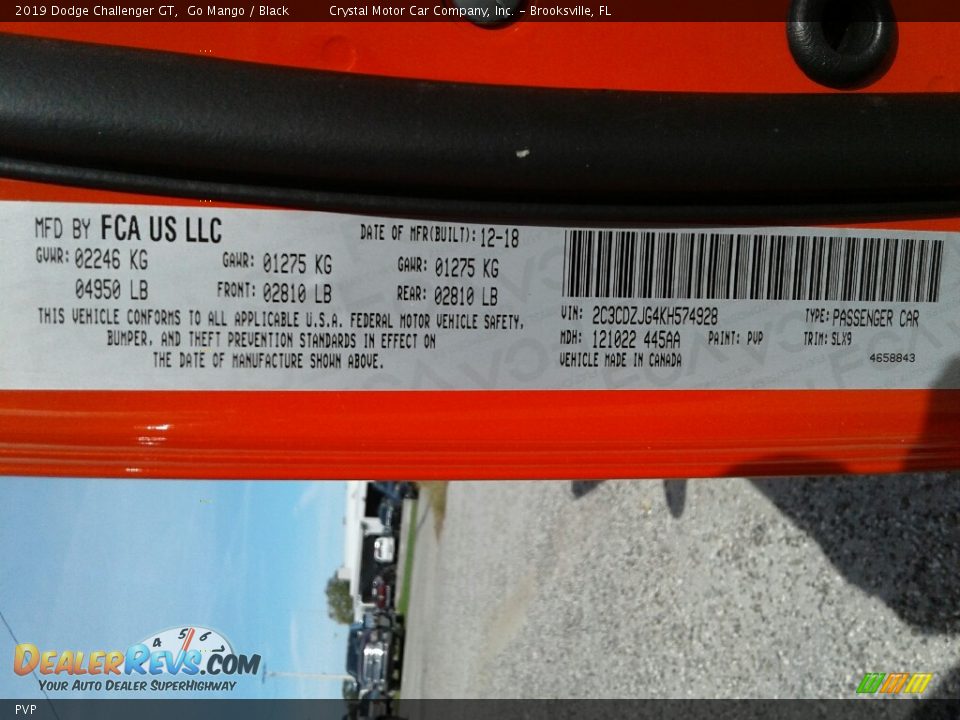 2019 Dodge Challenger GT,  Go Mango / Black          Crystal Motor Car Company, Inc. - Brooksville, FL
MFD BY FCA US LLC
DATE OF MFR(BUILT): 12-18
GVWR: 02246 KG
GAWR: 01275 KG
GAWR: 01275 KG
04950 LB
FRONT: 02810 LB
REAR: 02810 LB
THIS VEHICLE CONFORMS TO ALL APPLICABLE U.S.A. FEDERAL MOTOR VEHICLE SAFETY,
BUMPER, AND THEFT PREVENTION STANDARDS IN EFFECT ON
THE DATE OF MANUFACTURE SHOWN ABOVE.
VIN: 2C3CDZJG4KH574928
TYPE: PASSENGER CAR
MDH: 121022 445AA
PAINT: PVP
TRIM: SLX9
VEHICLE MADE IN CANADA
4658843
4 5 6
DEALERREVS.COM
YOUR AUTO DEALER SUPERHIGHWAY
PVP